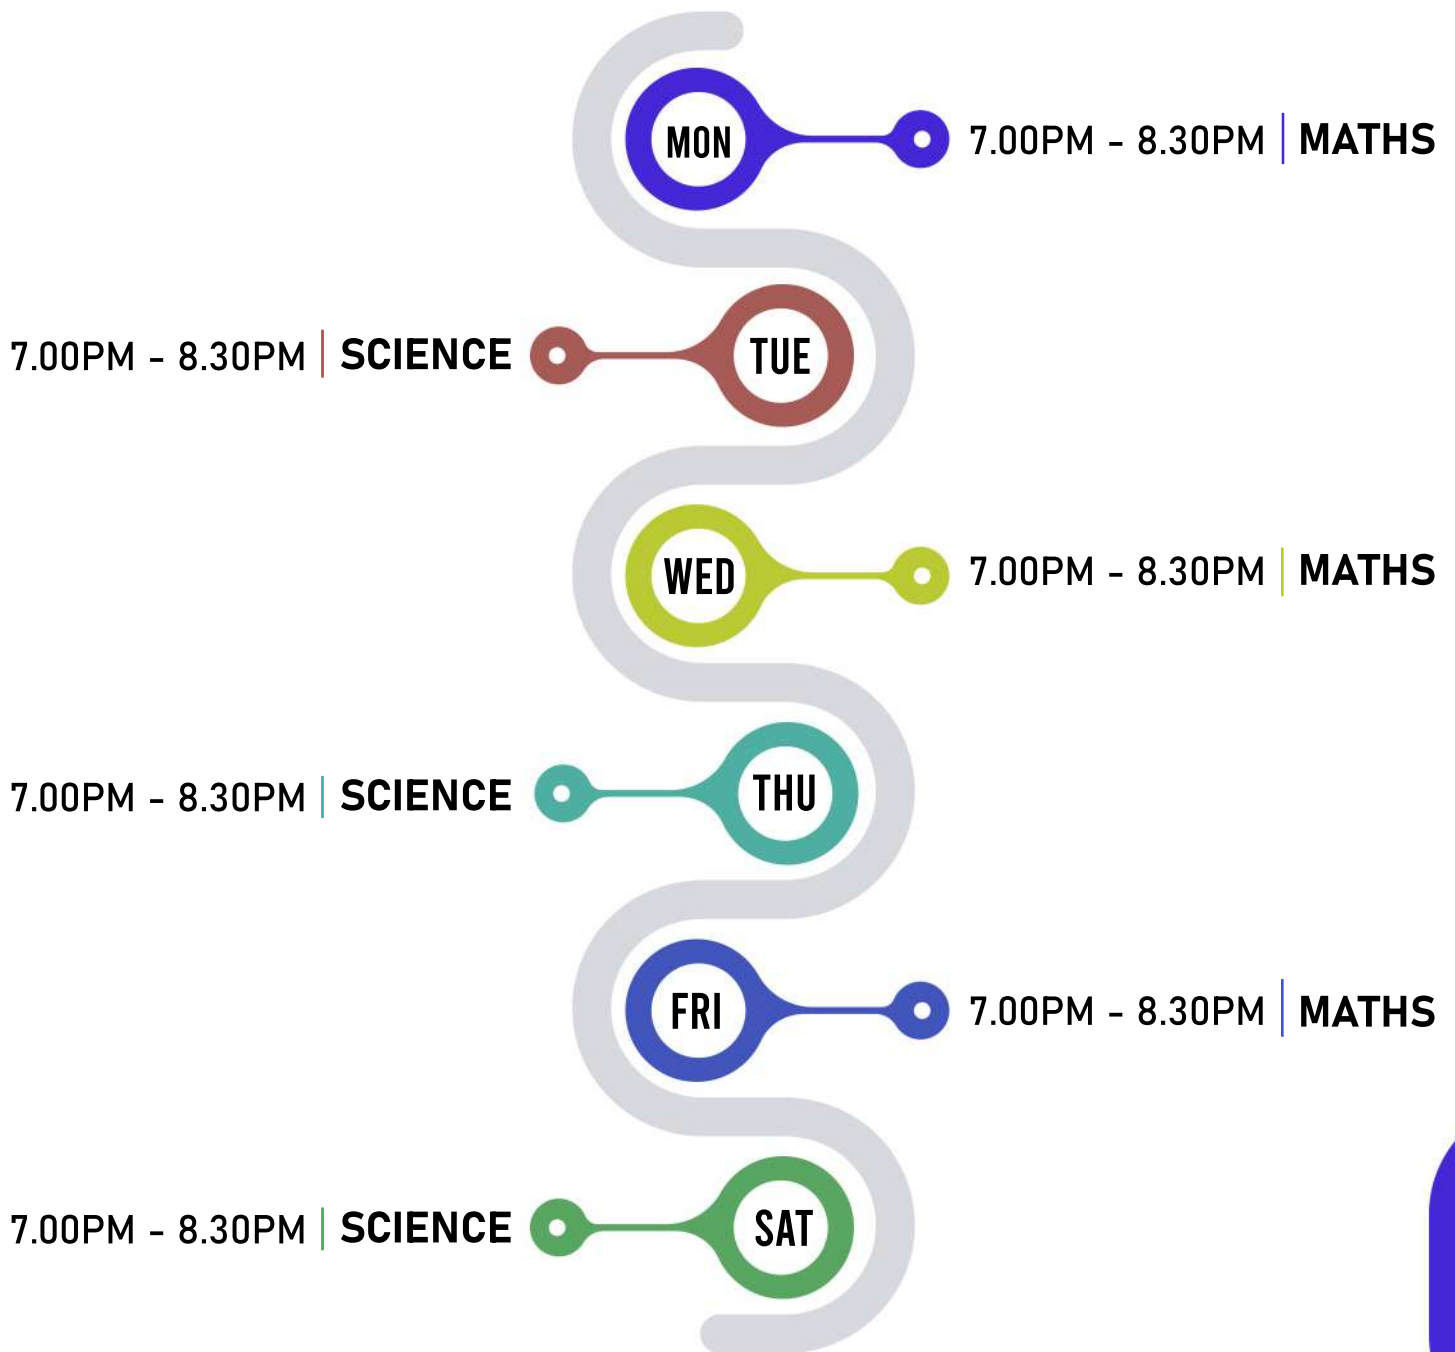 MON 7.00PM - 8.30PM | MATHS
7.00PM - 8.30PM | SCIENCE TUE
WED 7.00PM - 8.30PM | MATHS
7.00PM - 8.30PM | SCIENCE THU
FRI 7.00PM - 8.30PM | MATHS
7.00PM - 8.30PM | SCIENCE SAT